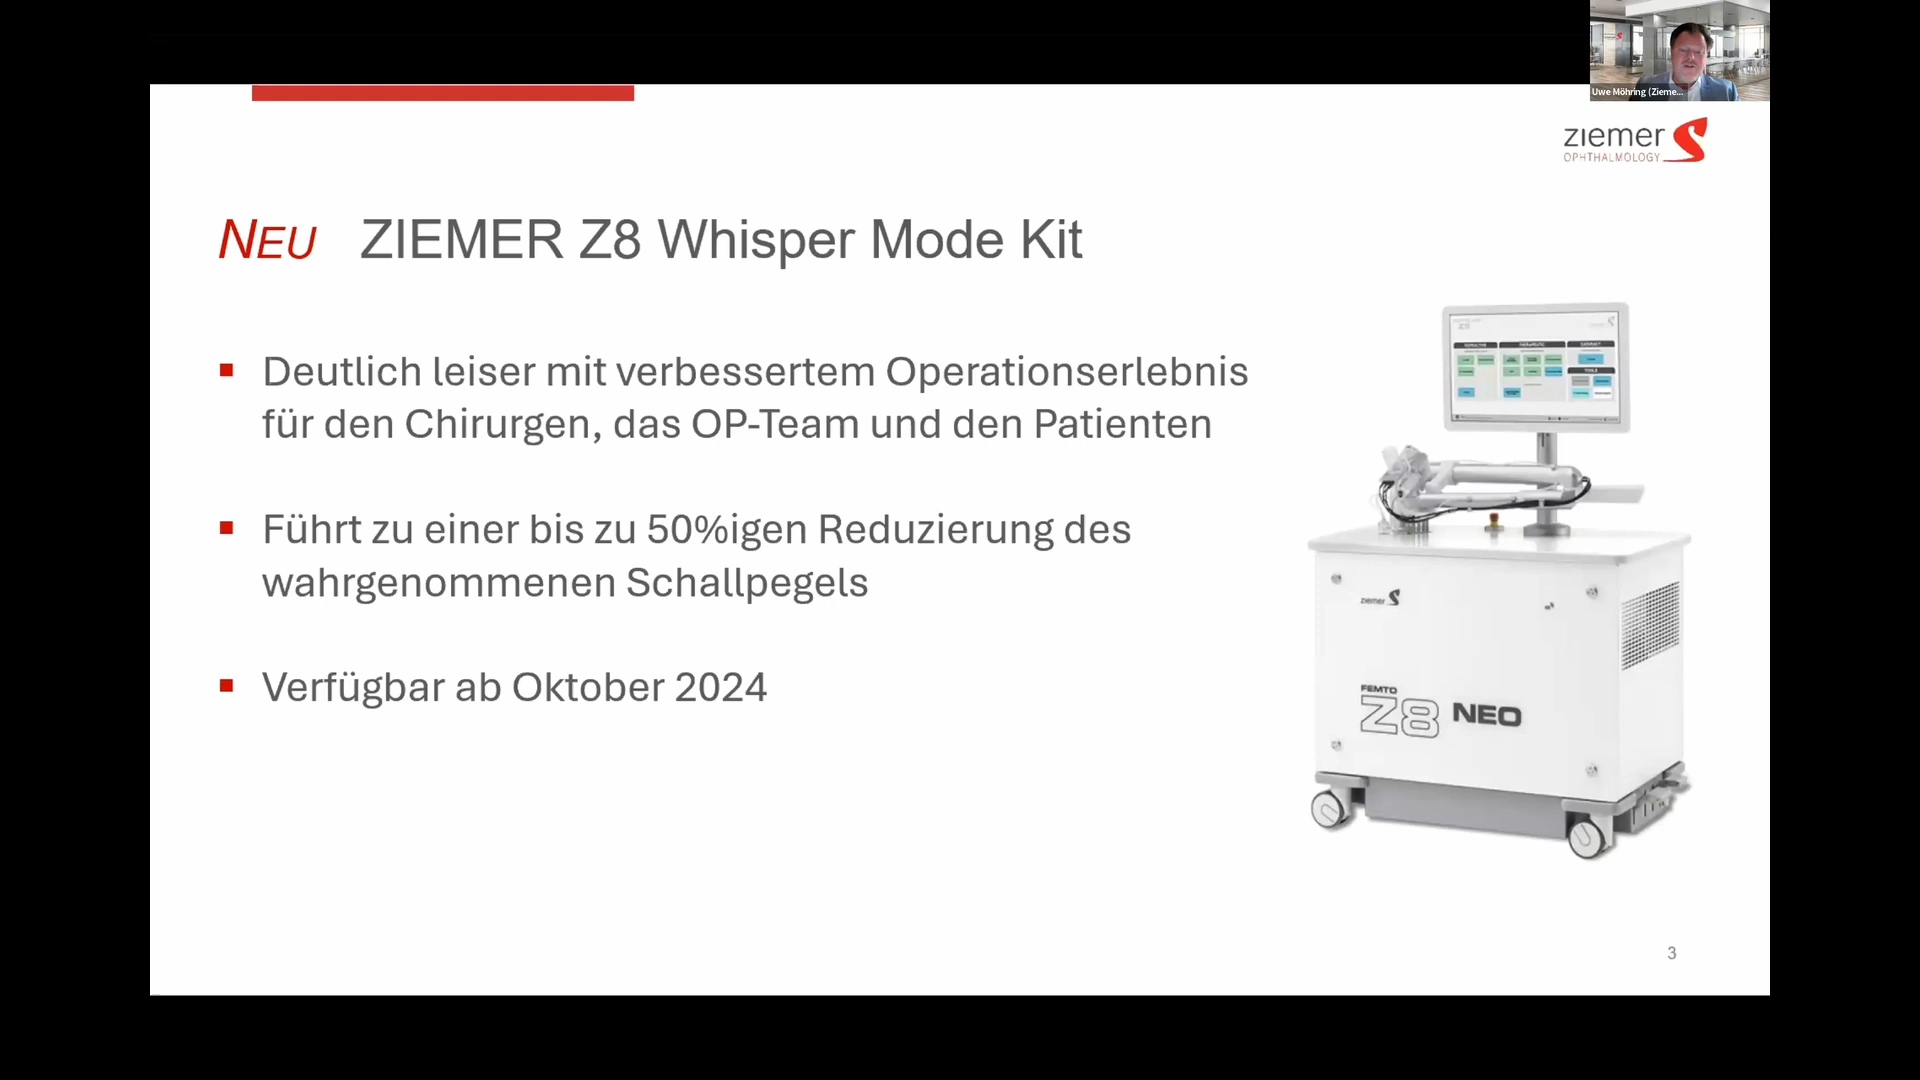 Uwe Möhring (Zieme...
ziemer
OPHTHALMOLOGY
NEU ZIEMER Z8 Whisper Mode Kit
▪ Deutlich leiser mit verbessertem Operationserlebnis
für den Chirurgen, das OP-Team und den Patienten
▪ Führt zu einer bis zu 50%igen Reduzierung des
wahrgenommenen Schallpegels
▪ Verfügbar ab Oktober 2024
ziemer
FEMTO
Z8 NEO
3